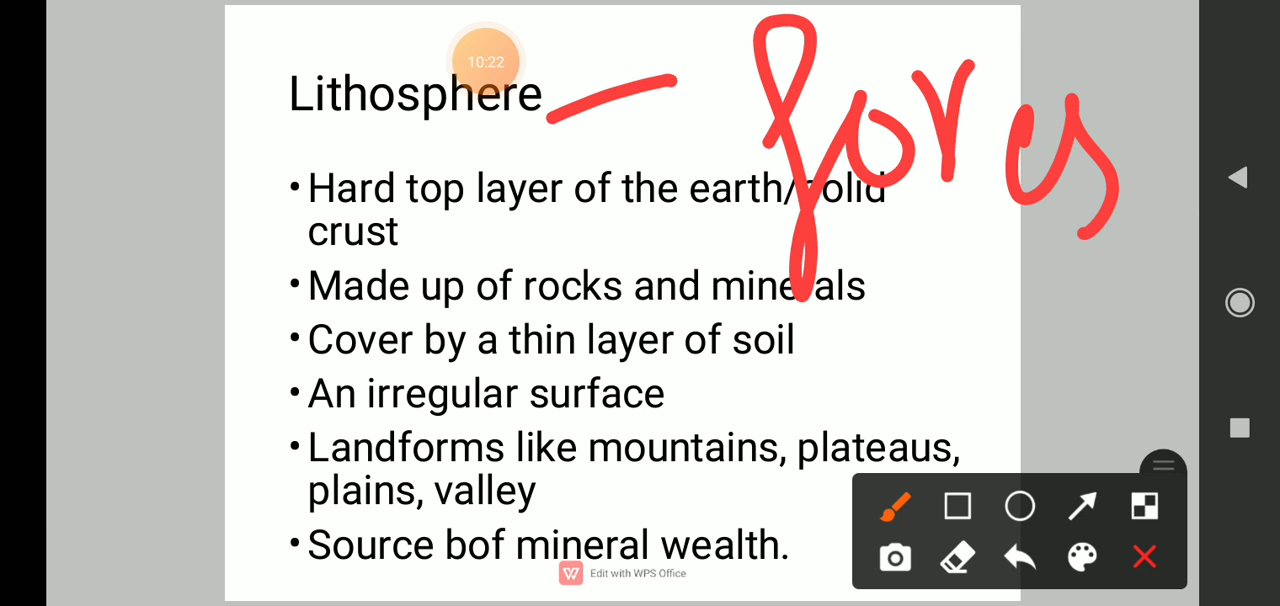 10:22
Lithosphere - fores
• Hard top layer of the earth/solid
crust
• Made up of rocks and minerals
• Cover by a thin layer of soil
• An irregular surface
• Landforms like mountains, plateaus,
plains, valley
• Source bof mineral wealth.
Edit with WPS Office